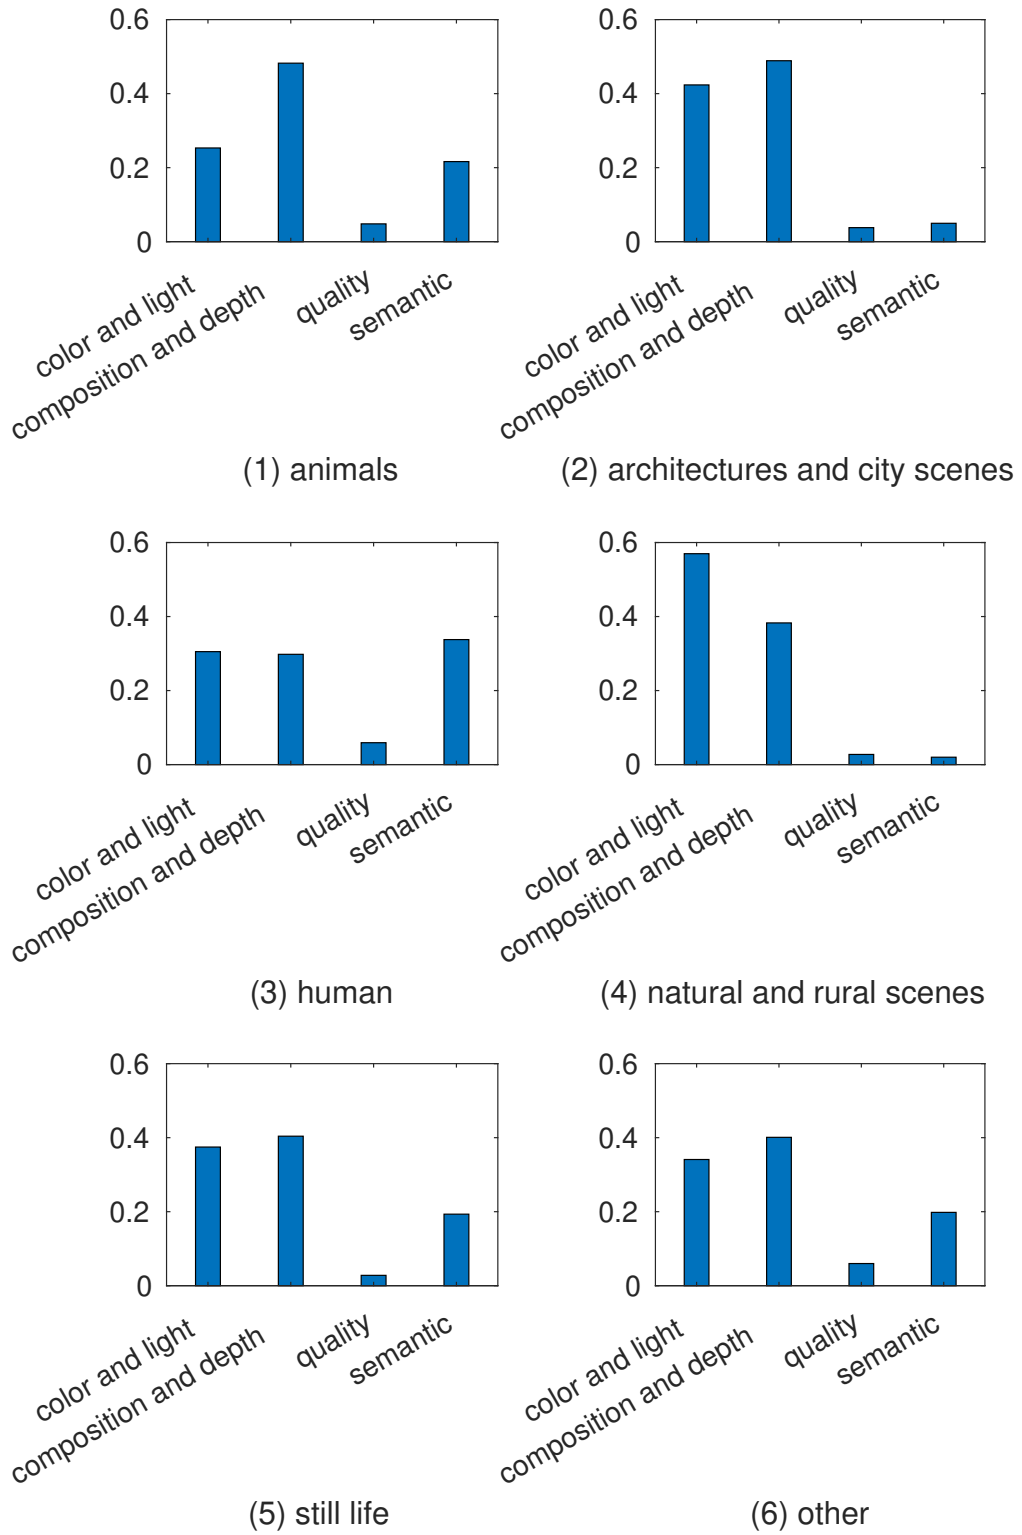 0.6
0.4
0.2
0
color and light
composition and depth
quality
semantic
(1) animals
0.6
0.4
0.2
0
color and light
composition and depth
quality
semantic
(2) architectures and city scenes
0.6
0.4
0.2
0
color and light
composition and depth
quality
semantic
(3) human
0.6
0.4
0.2
0
color and light
composition and depth
quality
semantic
(4) natural and rural scenes
0.6
0.4
0.2
0
color and light
composition and depth
quality
semantic
(5) still life
0.6
0.4
0.2
0
color and light
composition and depth
quality
semantic
(6) other